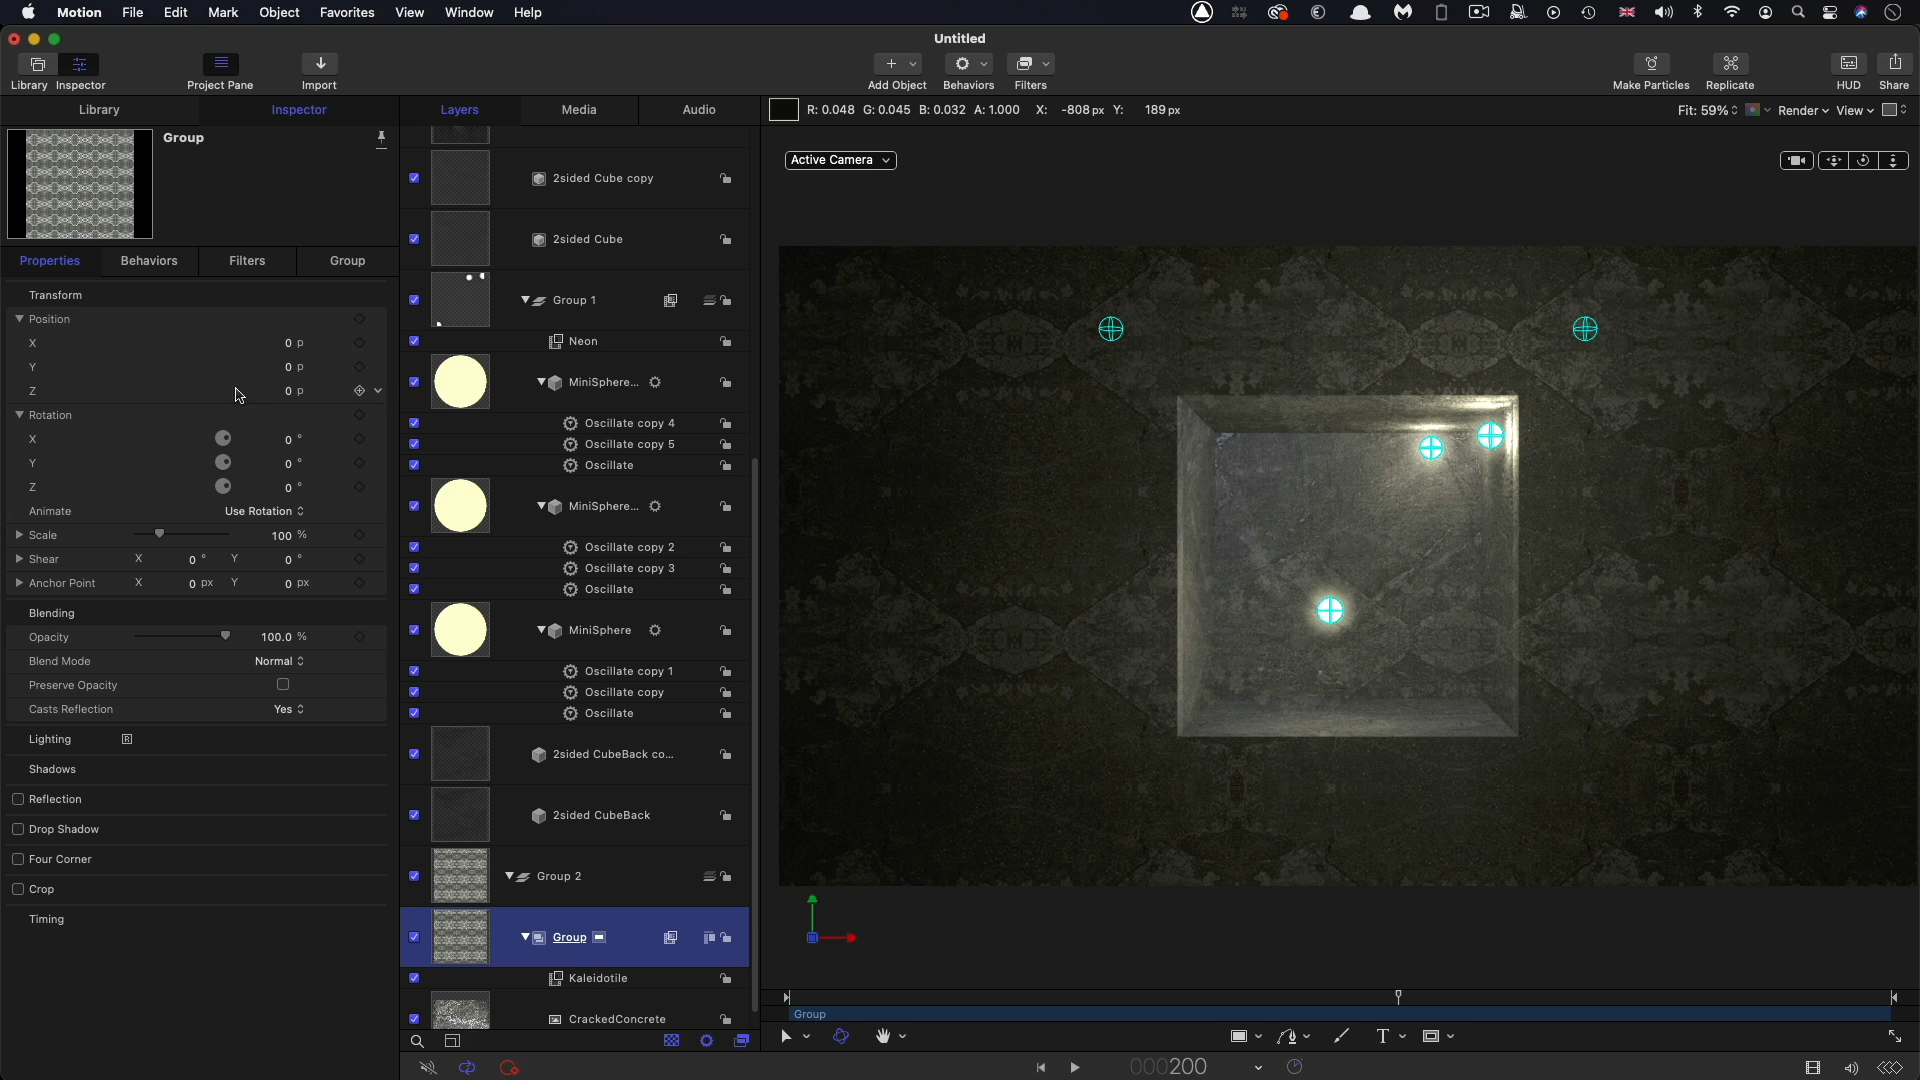 Motion File Edit Mark Object Favorites View Window Help
Untitled
Library Inspector Project Pane Import Add Object Behaviors Filters Make Particles Replicate HUD Share
Library Inspector Layers Media Audio R: 0.048 G: 0.045 B: 0.032 A: 1.000 X: -808 px Y: 189 px Fit: 59% Render View
Group
Active Camera
Properties Behaviors Filters Group
Transform
Position
X 0 p
Y 0 p
Z 0 p
Rotation
X 0 °
Y 0 °
Z 0 °
Animate Use Rotation
Scale 100 %
Shear X 0 ° Y 0 °
Anchor Point X 0 px Y 0 px
Blending
Opacity 100.0 %
Blend Mode Normal
Preserve Opacity
Casts Reflection Yes
Lighting R
Shadows
Reflection
Drop Shadow
Four Corner
Crop
Timing
2sided Cube copy
2sided Cube
Group 1
Neon
MiniSphere...
Oscillate copy 4
Oscillate copy 5
Oscillate
MiniSphere...
Oscillate copy 2
Oscillate copy 3
Oscillate
MiniSphere
Oscillate copy 1
Oscillate copy
Oscillate
2sided CubeBack co...
2sided CubeBack
Group 2
Group
Kaleidotile
CrackedConcrete
Group
T
000200